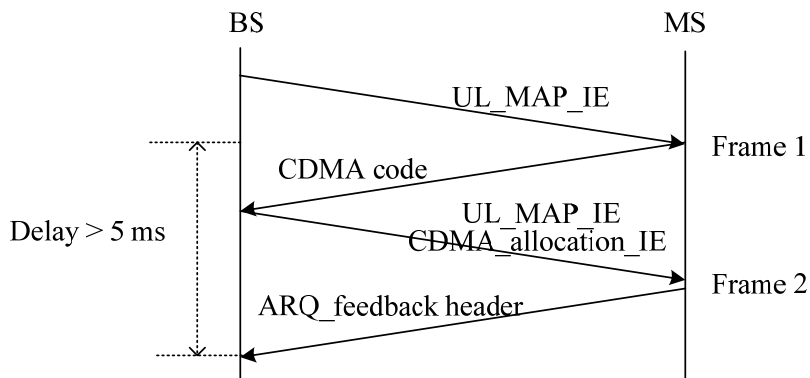 BS
MS
UL_MAP_IE
Frame 1
CDMA code
UL_MAP_IE
Delay > 5 ms
CDMA_allocation_IE
Frame 2
ARQ_feedback header